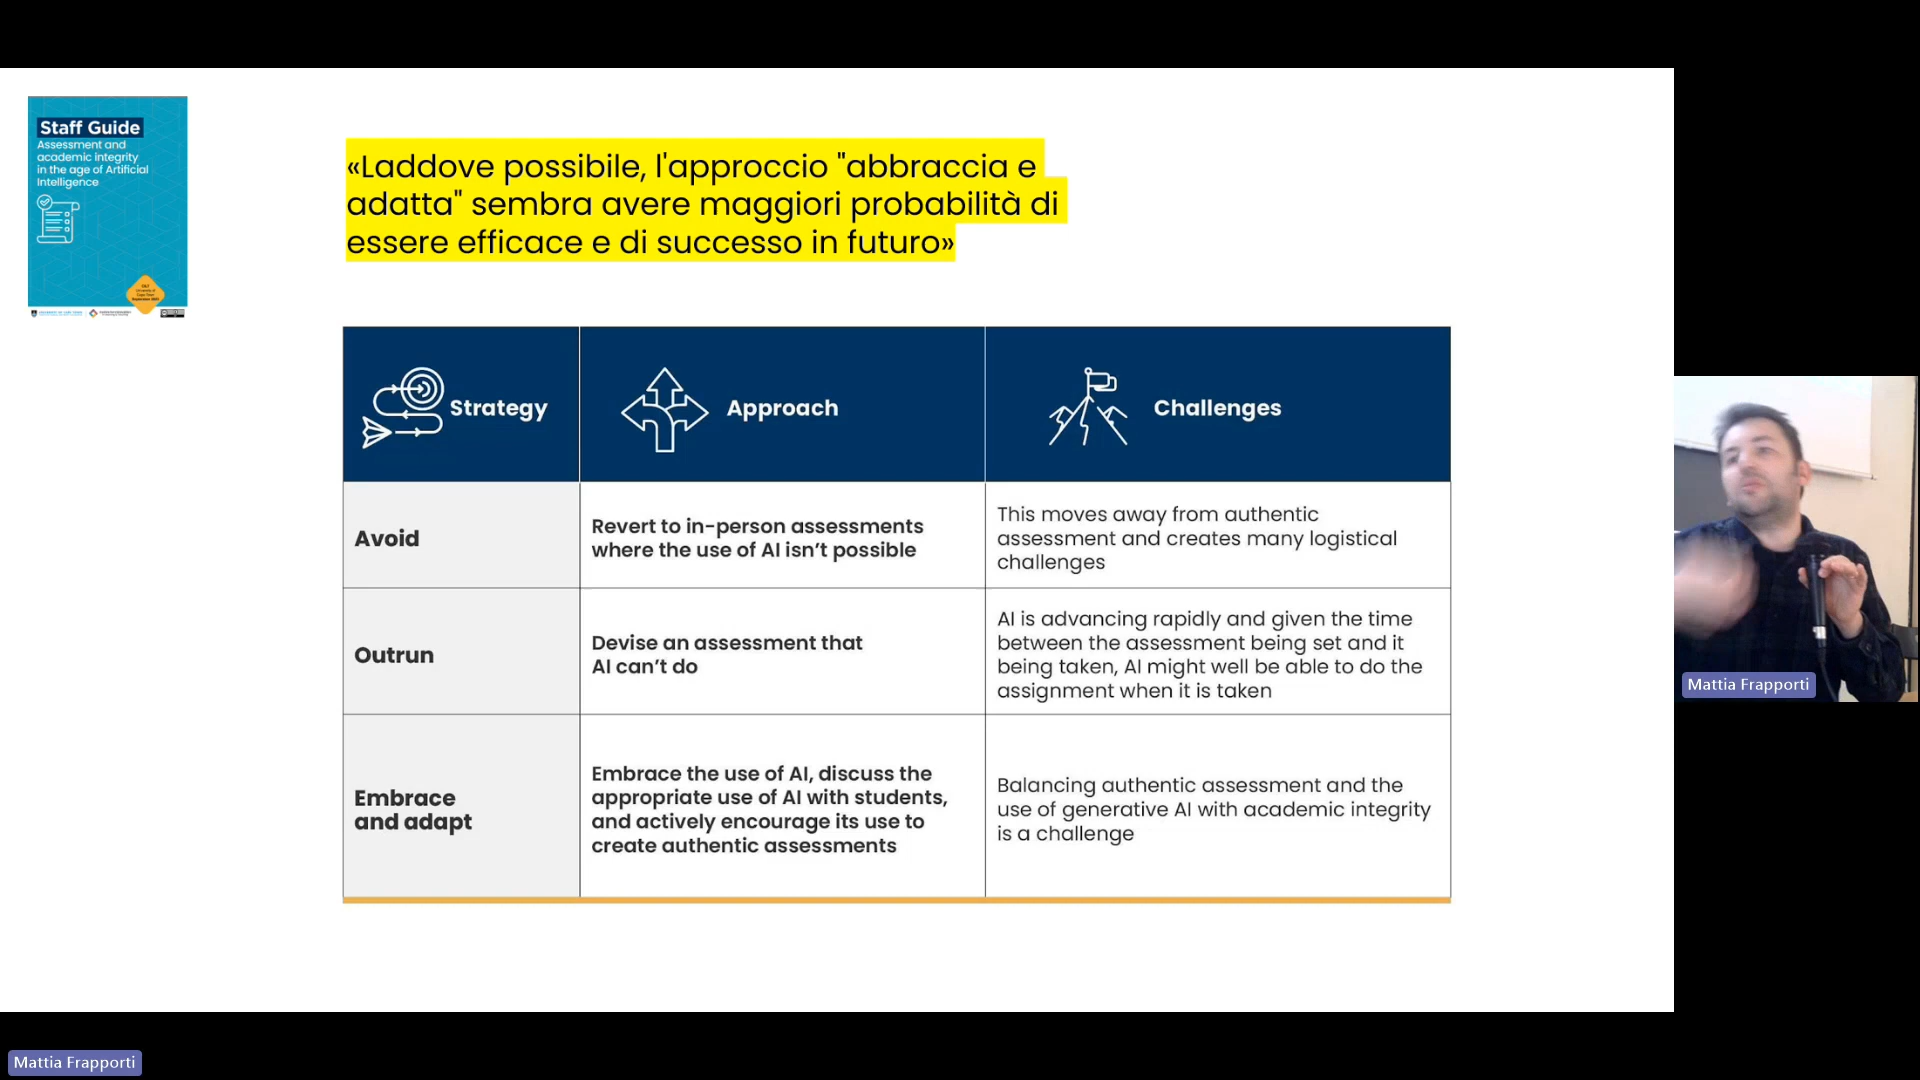 Staff Guide
Assessment and
academic integrity
in the age of Artificial
Intelligence
«Laddove possibile, l'approccio "abbraccia e
adatta" sembra avere maggiori probabilità di
essere efficace e di successo in futuro»
Strategy
Approach
Challenges
Avoid
Revert to in-person assessments
where the use of AI isn't possible
This moves away from authentic
assessment and creates many logistical
challenges
Outrun
Devise an assessment that
AI can't do
AI is advancing rapidly and given the time
between the assessment being set and it
being taken, AI might well be able to do the
assignment when it is taken
Embrace
and adapt
Embrace the use of AI, discuss the
appropriate use of AI with students,
and actively encourage its use to
create authentic assessments
Balancing authentic assessment and the
use of generative AI with academic integrity
is a challenge
Mattia Frapporti
Mattia Frapporti